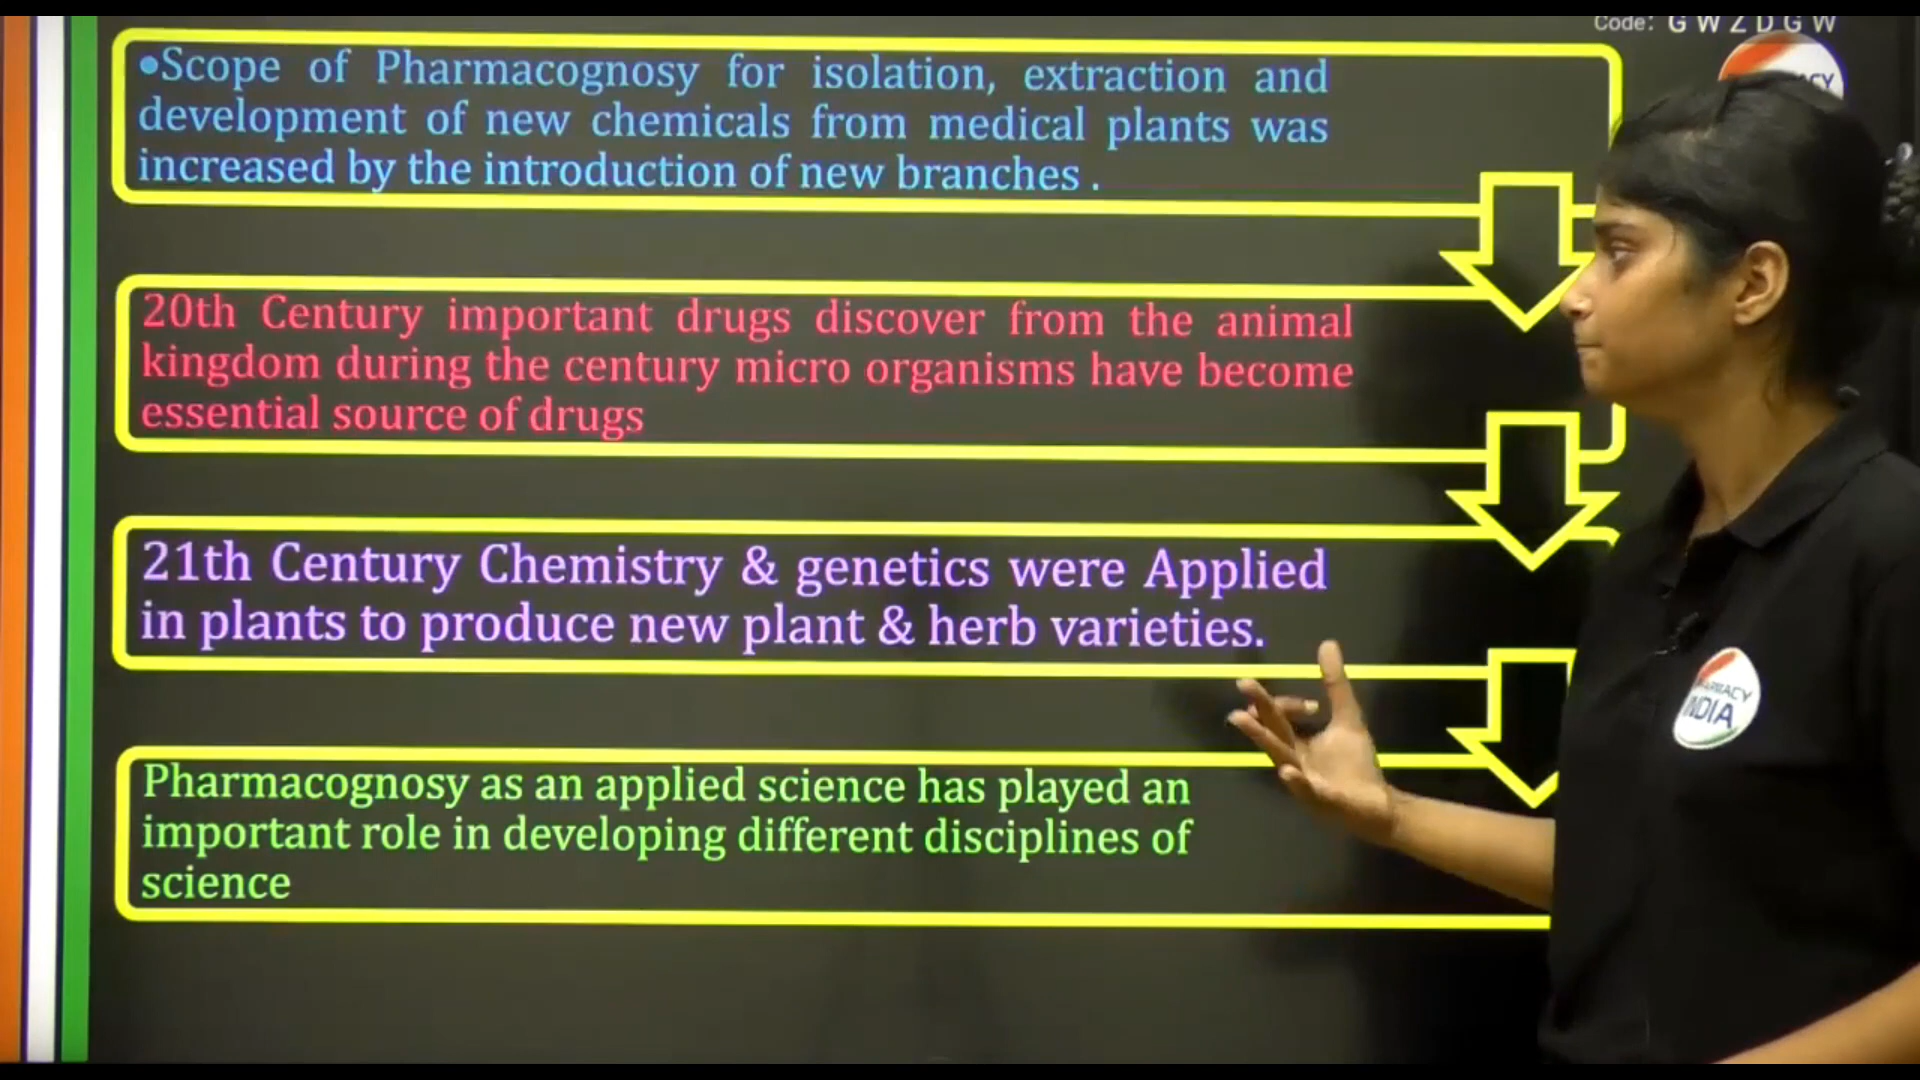 Code: G W Z D G W
ACY
•Scope of Pharmacognosy for isolation, extraction and
development of new chemicals from medical plants was
increased by the introduction of new branches .
20th Century important drugs discover from the animal
kingdom during the century micro organisms have become
essential source of drugs
21th Century Chemistry & genetics were Applied
in plants to produce new plant & herb varieties.
Pharmacognosy as an applied science has played an
important role in developing different disciplines of
science
PHARMACY
INDIA